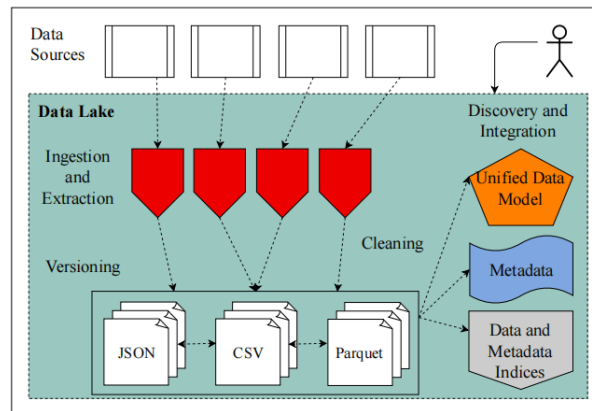 Data
Sources
Data Lake
Discovery and
Integration
Ingestion
and
Extraction
Unified Data
Model
Cleaning
Versioning
Metadata
JSON
CSV
Parquet
Data and
Metadata
Indices